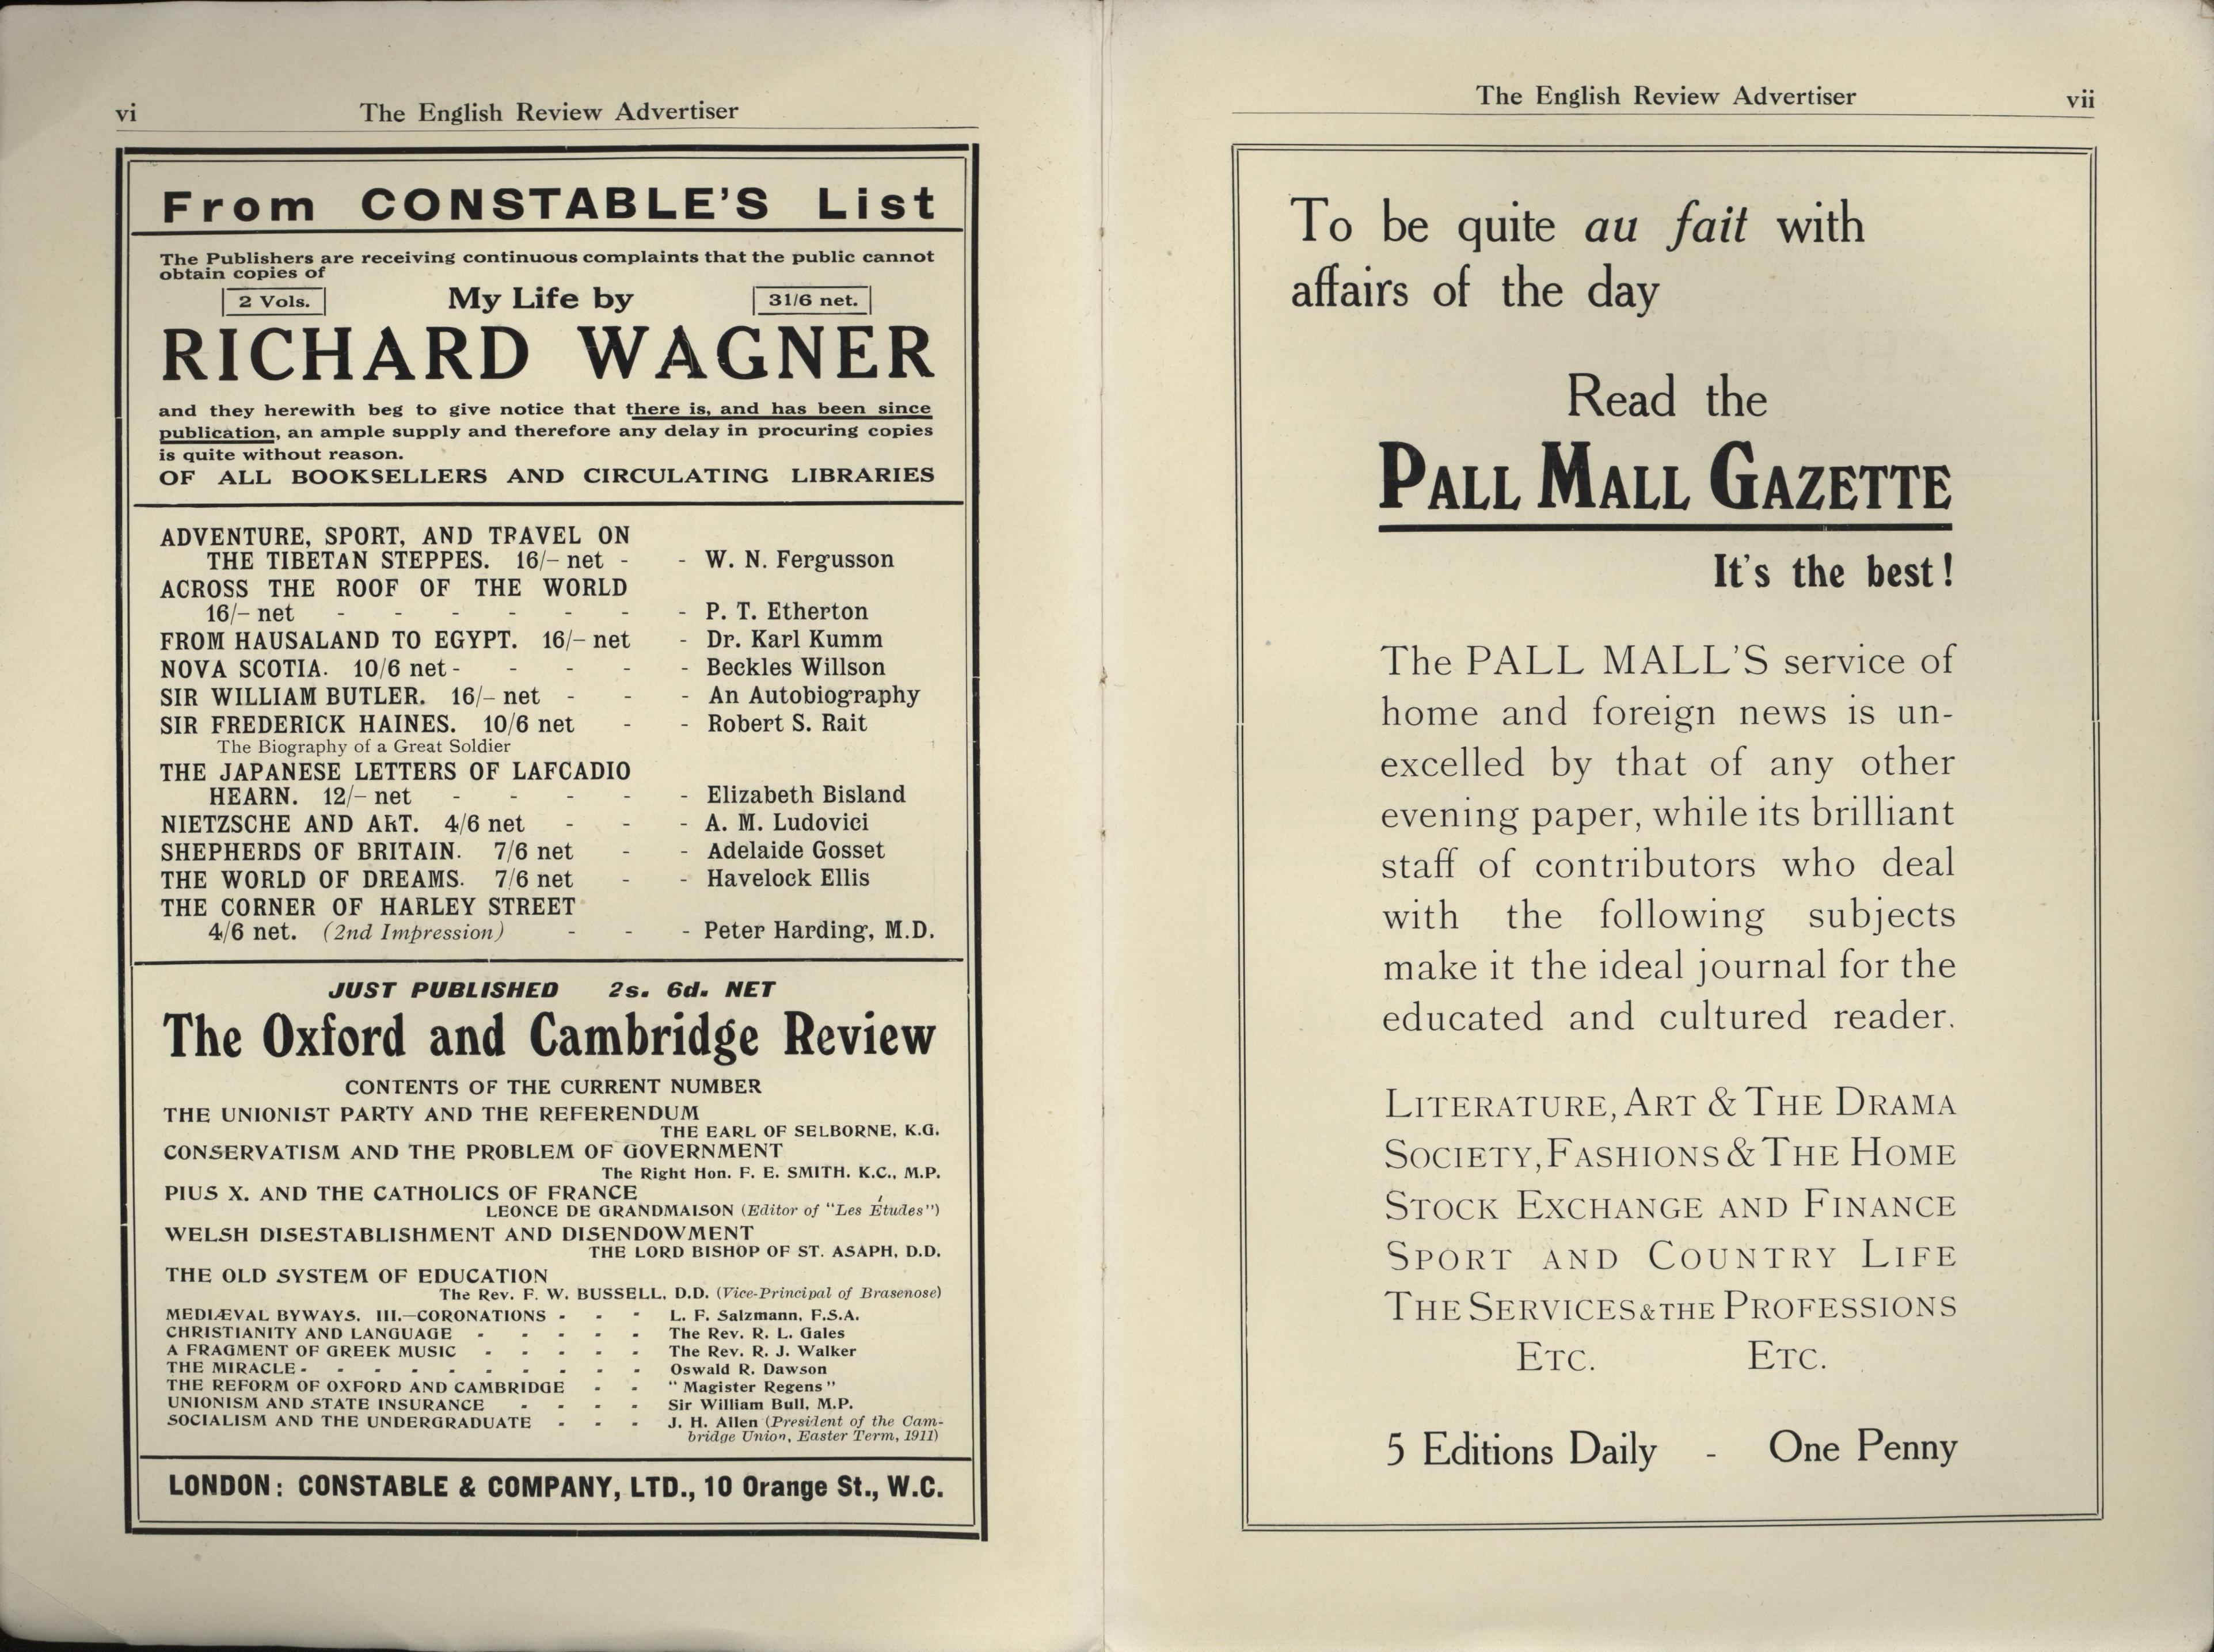 vi The English Review Advertiser
From CONSTABLE'S List
The Publishers are receiving continuous complaints that the public cannot
obtain copies of
2 Vols. My Life by 31/6 net.
RICHARD WAGNER
and they herewith beg to give notice that there is, and has been since
publication, an ample supply and therefore any delay in procuring copies
is quite without reason.
OF ALL BOOKSELLERS AND CIRCULATING LIBRARIES
ADVENTURE, SPORT, AND TRAVEL ON
THE TIBETAN STEPPES. 16/– net - - W. N. Fergusson
ACROSS THE ROOF OF THE WORLD
16/– net - - - - - - - P. T. Etherton
FROM HAUSALAND TO EGYPT. 16/– net - Dr. Karl Kumm
NOVA SCOTIA. 10/6 net - - - - - Beckles Willson
SIR WILLIAM BUTLER. 16/– net - - - An Autobiography
SIR FREDERICK HAINES. 10/6 net - - Robert S. Rait
The Biography of a Great Soldier
THE JAPANESE LETTERS OF LAFCADIO
HEARN. 12/– net - - - - - Elizabeth Bisland
NIETZSCHE AND ART. 4/6 net - - - A. M. Ludovici
SHEPHERDS OF BRITAIN. 7/6 net - - Adelaide Gosset
THE WORLD OF DREAMS. 7/6 net - - Havelock Ellis
THE CORNER OF HARLEY STREET
4/6 net. (2nd Impression) - - - Peter Harding, M.D.
JUST PUBLISHED 2s. 6d. NET
The Oxford and Cambridge Review
CONTENTS OF THE CURRENT NUMBER
THE UNIONIST PARTY AND THE REFERENDUM
THE EARL OF SELBORNE, K.G.
CONSERVATISM AND THE PROBLEM OF GOVERNMENT
The Right Hon. F. E. SMITH. K.C., M.P.
PIUS X. AND THE CATHOLICS OF FRANCE
LEONCE DE GRANDMAISON (Editor of "Les Études")
WELSH DISESTABLISHMENT AND DISENDOWMENT
THE LORD BISHOP OF ST. ASAPH, D.D.
THE OLD SYSTEM OF EDUCATION
The Rev. F. W. BUSSELL, D.D. (Vice-Principal of Brasenose)
MEDIÆVAL BYWAYS. III.—CORONATIONS - - - L. F. Salzmann, F.S.A.
CHRISTIANITY AND LANGUAGE - - - - - The Rev. R. L. Gales
A FRAGMENT OF GREEK MUSIC - - - - - The Rev. R. J. Walker
THE MIRACLE - - - - - - - - - - Oswald R. Dawson
THE REFORM OF OXFORD AND CAMBRIDGE - - "Magister Regens"
UNIONISM AND STATE INSURANCE - - - - Sir William Bull, M.P.
SOCIALISM AND THE UNDERGRADUATE - - - J. H. Allen (President of the Cam-
bridge Union, Easter Term, 1911)
LONDON: CONSTABLE & COMPANY, LTD., 10 Orange St., W.C.
The English Review Advertiser vii
To be quite au fait with
affairs of the day
Read the
PALL MALL GAZETTE
It's the best!
The PALL MALL'S service of
home and foreign news is un-
excelled by that of any other
evening paper, while its brilliant
staff of contributors who deal
with the following subjects
make it the ideal journal for the
educated and cultured reader.
LITERATURE, ART & THE DRAMA
SOCIETY, FASHIONS & THE HOME
STOCK EXCHANGE AND FINANCE
SPORT AND COUNTRY LIFE
THE SERVICES & THE PROFESSIONS
ETC. ETC.
5 Editions Daily - One Penny